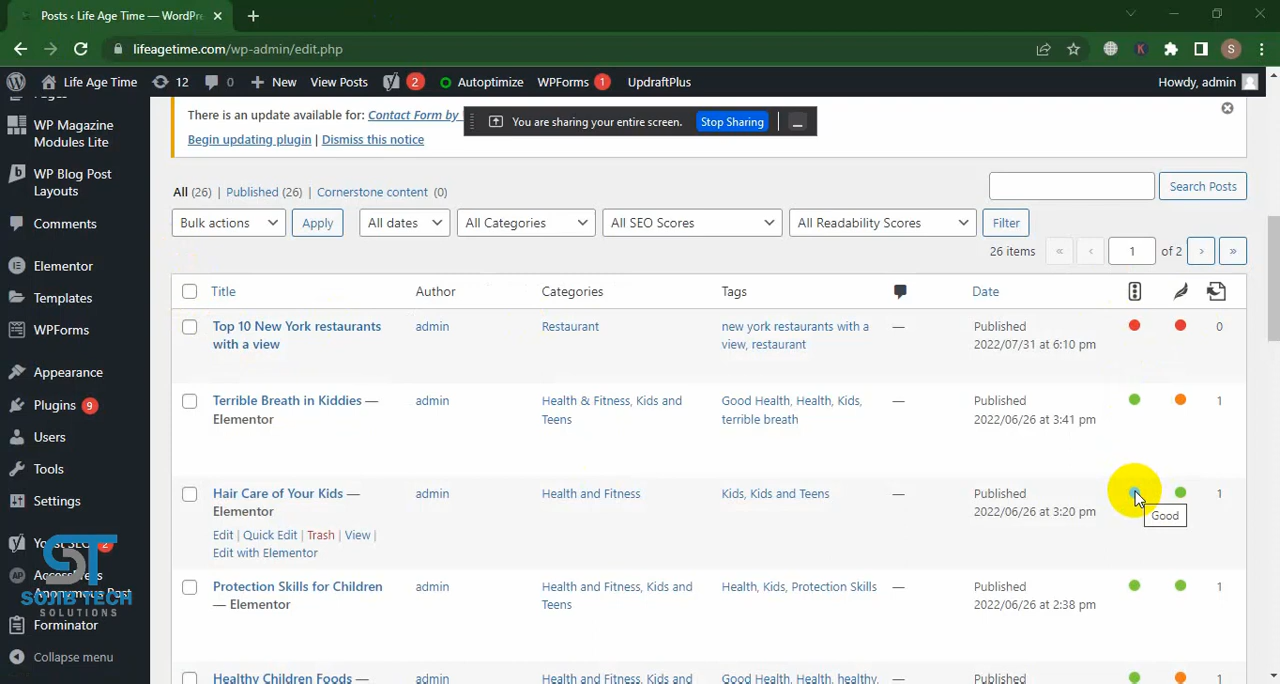 Posts ‹ Life Age Time — WordPre
lifeagetime.com/wp-admin/edit.php
S
Life Age Time 12 0 New View Posts 2 Autoptimize WPForms 1 UpdraftPlus Howdy, admin
Pages
WP Magazine
Modules Lite
WP Blog Post
Layouts
Comments
Elementor
Templates
WPForms
Appearance
Plugins 9
Users
Tools
Settings
Yoast SEO 2
Anonymous Post
Forminator
Collapse menu
ST
SOJIB TECH
SOLUTIONS
There is an update available for: Contact Form by
Begin updating plugin | Dismiss this notice
You are sharing your entire screen. Stop Sharing
All (26) | Published (26) | Cornerstone content (0)
Search Posts
Bulk actions Apply All dates All Categories All SEO Scores All Readability Scores Filter
26 items « ‹ 1 of 2 › »
Title Author Categories Tags Date
Top 10 New York restaurants
with a view
admin
Restaurant
new york restaurants with a
view, restaurant
—
Published
2022/07/31 at 6:10 pm
0
Terrible Breath in Kiddies —
Elementor
admin
Health & Fitness, Kids and
Teens
Good Health, Health, Kids,
terrible breath
—
Published
2022/06/26 at 3:41 pm
1
Hair Care of Your Kids —
Elementor
Edit | Quick Edit | Trash | View |
Edit with Elementor
admin
Health and Fitness
Kids, Kids and Teens
—
Published
2022/06/26 at 3:20 pm
1
Good
Protection Skills for Children
— Elementor
admin
Health and Fitness, Kids and
Teens
Health, Kids, Protection Skills
—
Published
2022/06/26 at 2:38 pm
1
Healthy Children Foods —
admin
Health and Fitness, Kids and
Good Health, Health, healthy,
—
Published
1